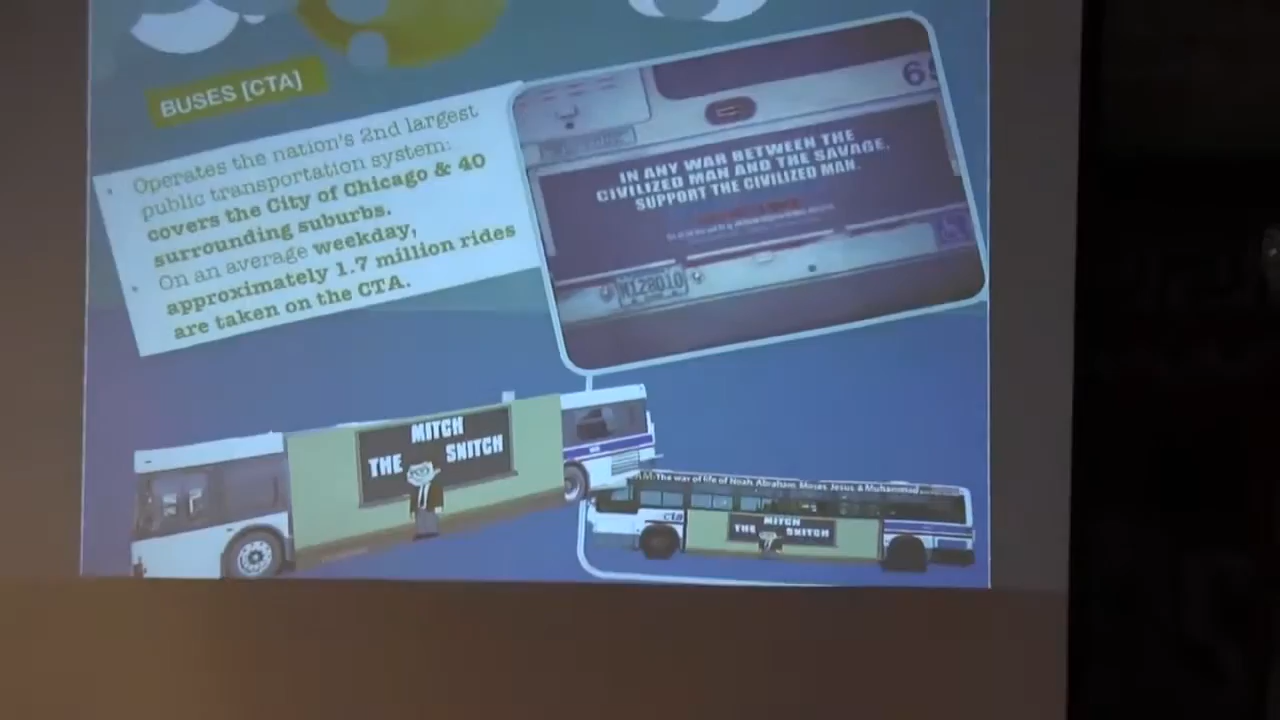 BUSES [CTA]
Operates the nation's 2nd largest
public transportation system:
covers the City of Chicago & 40
surrounding suburbs.
On an average weekday,
approximately 1.7 million rides
are taken on the CTA.
IN ANY WAR BETWEEN THE
CIVILIZED MAN AND THE SAVAGE,
SUPPORT THE CIVILIZED MAN.
MITCH
THE SNITCH
The way of life of Noah, Abraham, Moses, Jesus & Muhammad
cta
MITCH
THE SNITCH